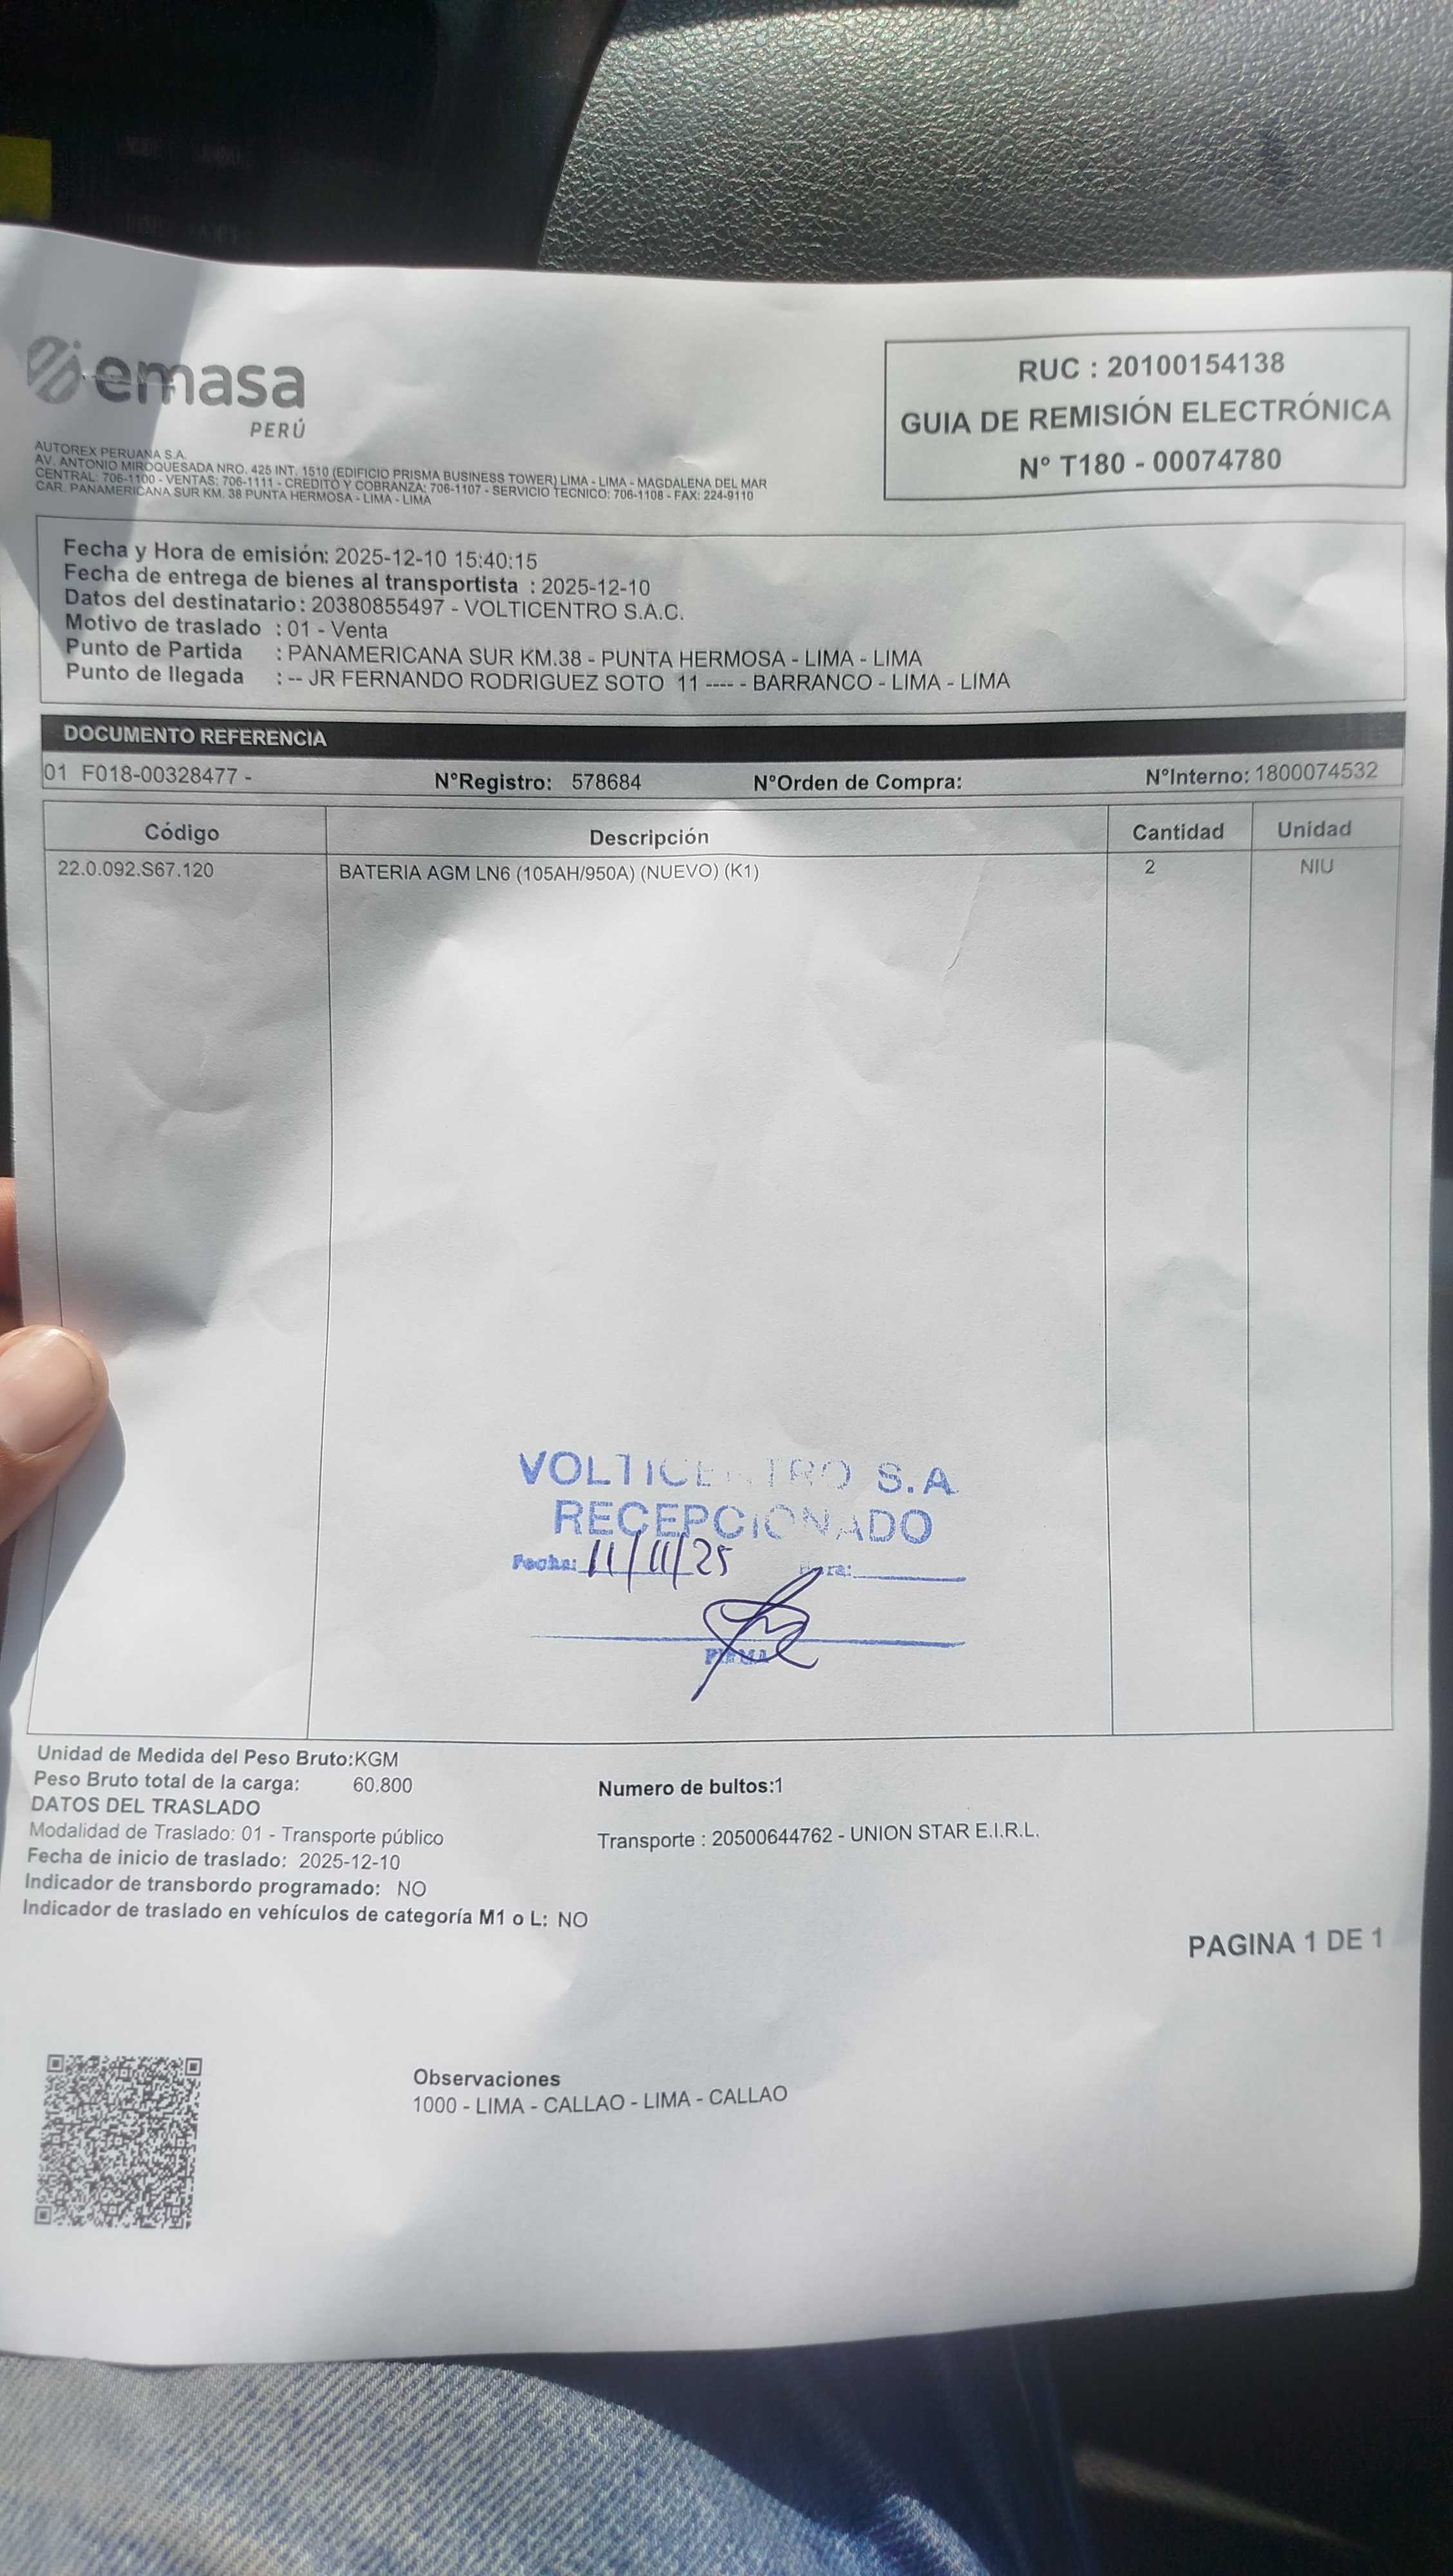 emasa
PERÚ
AUTOREX PERUANA S.A.
AV. ANTONIO MIROQUESADA NRO. 425 INT. 1510 (EDIFICIO PRISMA BUSINESS TOWER) LIMA - LIMA - MAGDALENA DEL MAR
CENTRAL: 706-1100 - VENTAS: 706-1111 - CREDITO Y COBRANZA: 706-1107 - SERVICIO TECNICO: 706-1108 - FAX: 224-9110
CAR. PANAMERICANA SUR KM. 38 PUNTA HERMOSA - LIMA - LIMA
RUC : 20100154138
GUIA DE REMISIÓN ELECTRÓNICA
N° T180 - 00074780
Fecha y Hora de emisión: 2025-12-10 15:40:15
Fecha de entrega de bienes al transportista : 2025-12-10
Datos del destinatario : 20380855497 - VOLTICENTRO S.A.C.
Motivo de traslado : 01 - Venta
Punto de Partida : PANAMERICANA SUR KM.38 - PUNTA HERMOSA - LIMA - LIMA
Punto de llegada : -- JR FERNANDO RODRIGUEZ SOTO 11 ---- - BARRANCO - LIMA - LIMA
DOCUMENTO REFERENCIA
01 F018-00328477 - N°Registro: 578684 N°Orden de Compra: N°Interno: 1800074532
Código Descripción Cantidad Unidad
22.0.092.S67.120 BATERIA AGM LN6 (105AH/950A) (NUEVO) (K1) 2 NIU
VOLTICENTRO S.A
RECEPCIONADO
Fecha: 11/11/25 Hora:
FIRMA
Unidad de Medida del Peso Bruto:KGM
Peso Bruto total de la carga: 60.800 Numero de bultos:1
DATOS DEL TRASLADO
Modalidad de Traslado: 01 - Transporte público Transporte : 20500644762 - UNION STAR E.I.R.L.
Fecha de inicio de traslado: 2025-12-10
Indicador de transbordo programado: NO
Indicador de traslado en vehículos de categoría M1 o L: NO
PAGINA 1 DE 1
Observaciones
1000 - LIMA - CALLAO - LIMA - CALLAO